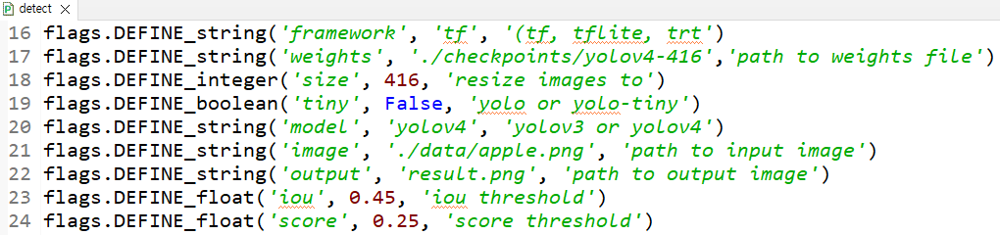 detect
16 flags.DEFINE_string('framework', 'tf', '(tf, tflite, trt')
17 flags.DEFINE_string('weights', './checkpoints/yolov4-416','path to weights file')
18 flags.DEFINE_integer('size', 416, 'resize images to')
19 flags.DEFINE_boolean('tiny', False, 'yolo or yolo-tiny')
20 flags.DEFINE_string('model', 'yolov4', 'yolov3 or yolov4')
21 flags.DEFINE_string('image', './data/apple.png', 'path to input image')
22 flags.DEFINE_string('output', 'result.png', 'path to output image')
23 flags.DEFINE_float('iou', 0.45, 'iou threshold')
24 flags.DEFINE_float('score', 0.25, 'score threshold')